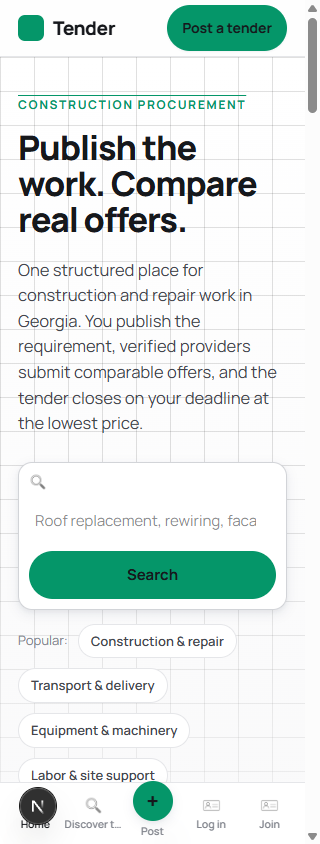 Tender
Post a tender
CONSTRUCTION PROCUREMENT
Publish the
work. Compare
real offers.
One structured place for
construction and repair work in
Georgia. You publish the
requirement, verified providers
submit comparable offers, and the
tender closes on your deadline at
the lowest price.
Roof replacement, rewiring, faca
Search
Popular:
Construction & repair
Transport & delivery
Equipment & machinery
Labor & site support
N
+
Home
Discover t...
Post
Log in
Join